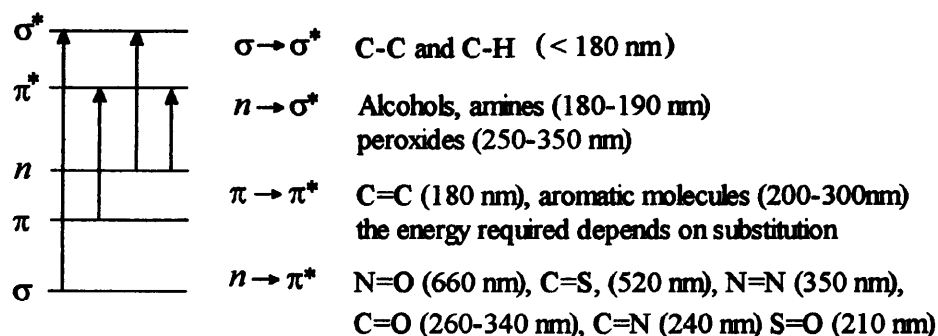 σ*
π*
n
π
σ
σ→σ* C-C and C-H (< 180 nm)
n→σ* Alcohols, amines (180-190 nm)
peroxides (250-350 nm)
π→π* C=C (180 nm), aromatic molecules (200-300nm)
the energy required depends on substitution
n→π* N=O (660 nm), C=S, (520 nm), N=N (350 nm),
C=O (260-340 nm), C=N (240 nm) S=O (210 nm)